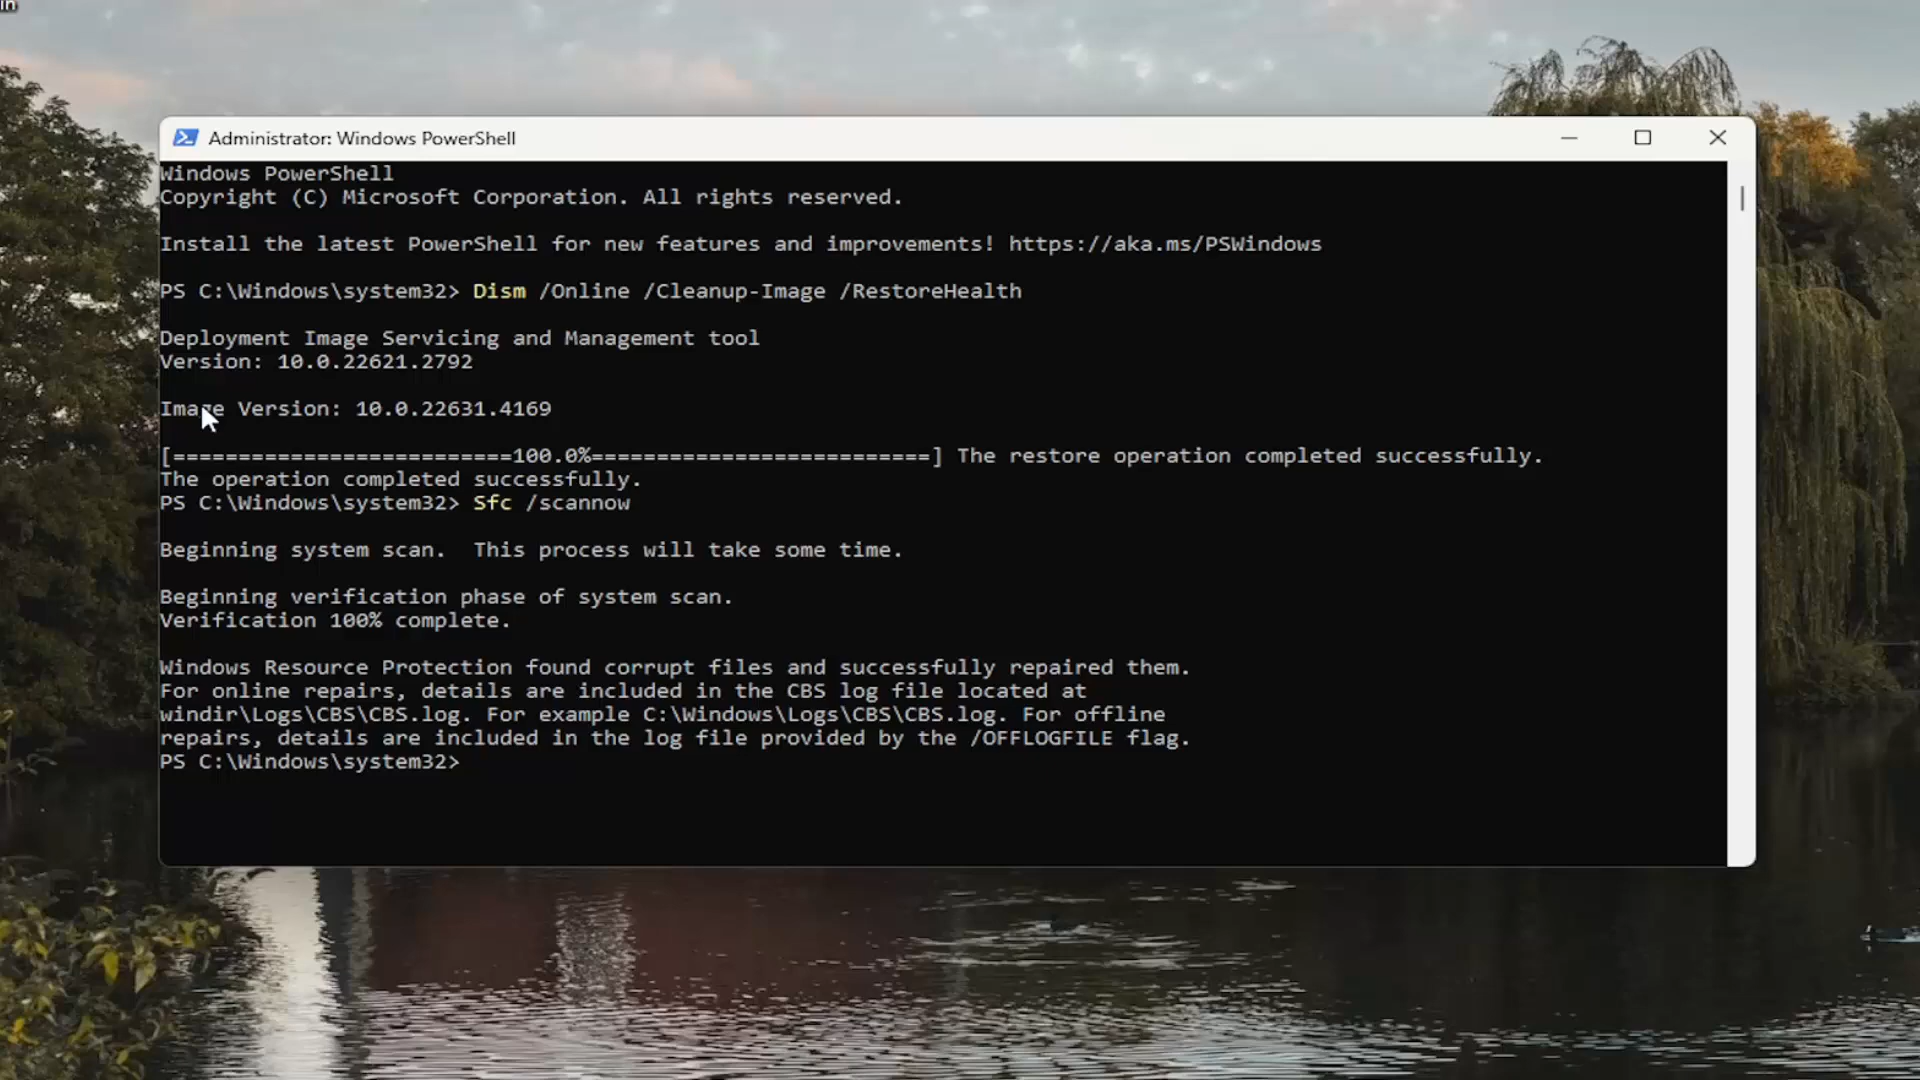 in
Administrator: Windows PowerShell
Windows PowerShell
Copyright (C) Microsoft Corporation. All rights reserved.
Install the latest PowerShell for new features and improvements! https://aka.ms/PSWindows
PS C:\Windows\system32> Dism /Online /Cleanup-Image /RestoreHealth
Deployment Image Servicing and Management tool
Version: 10.0.22621.2792
Image Version: 10.0.22631.4169
[==========================100.0%==========================] The restore operation completed successfully.
The operation completed successfully.
PS C:\Windows\system32> Sfc /scannow
Beginning system scan.  This process will take some time.
Beginning verification phase of system scan.
Verification 100% complete.
Windows Resource Protection found corrupt files and successfully repaired them.
For online repairs, details are included in the CBS log file located at
windir\Logs\CBS\CBS.log. For example C:\Windows\Logs\CBS\CBS.log. For offline
repairs, details are included in the log file provided by the /OFFLOGFILE flag.
PS C:\Windows\system32>